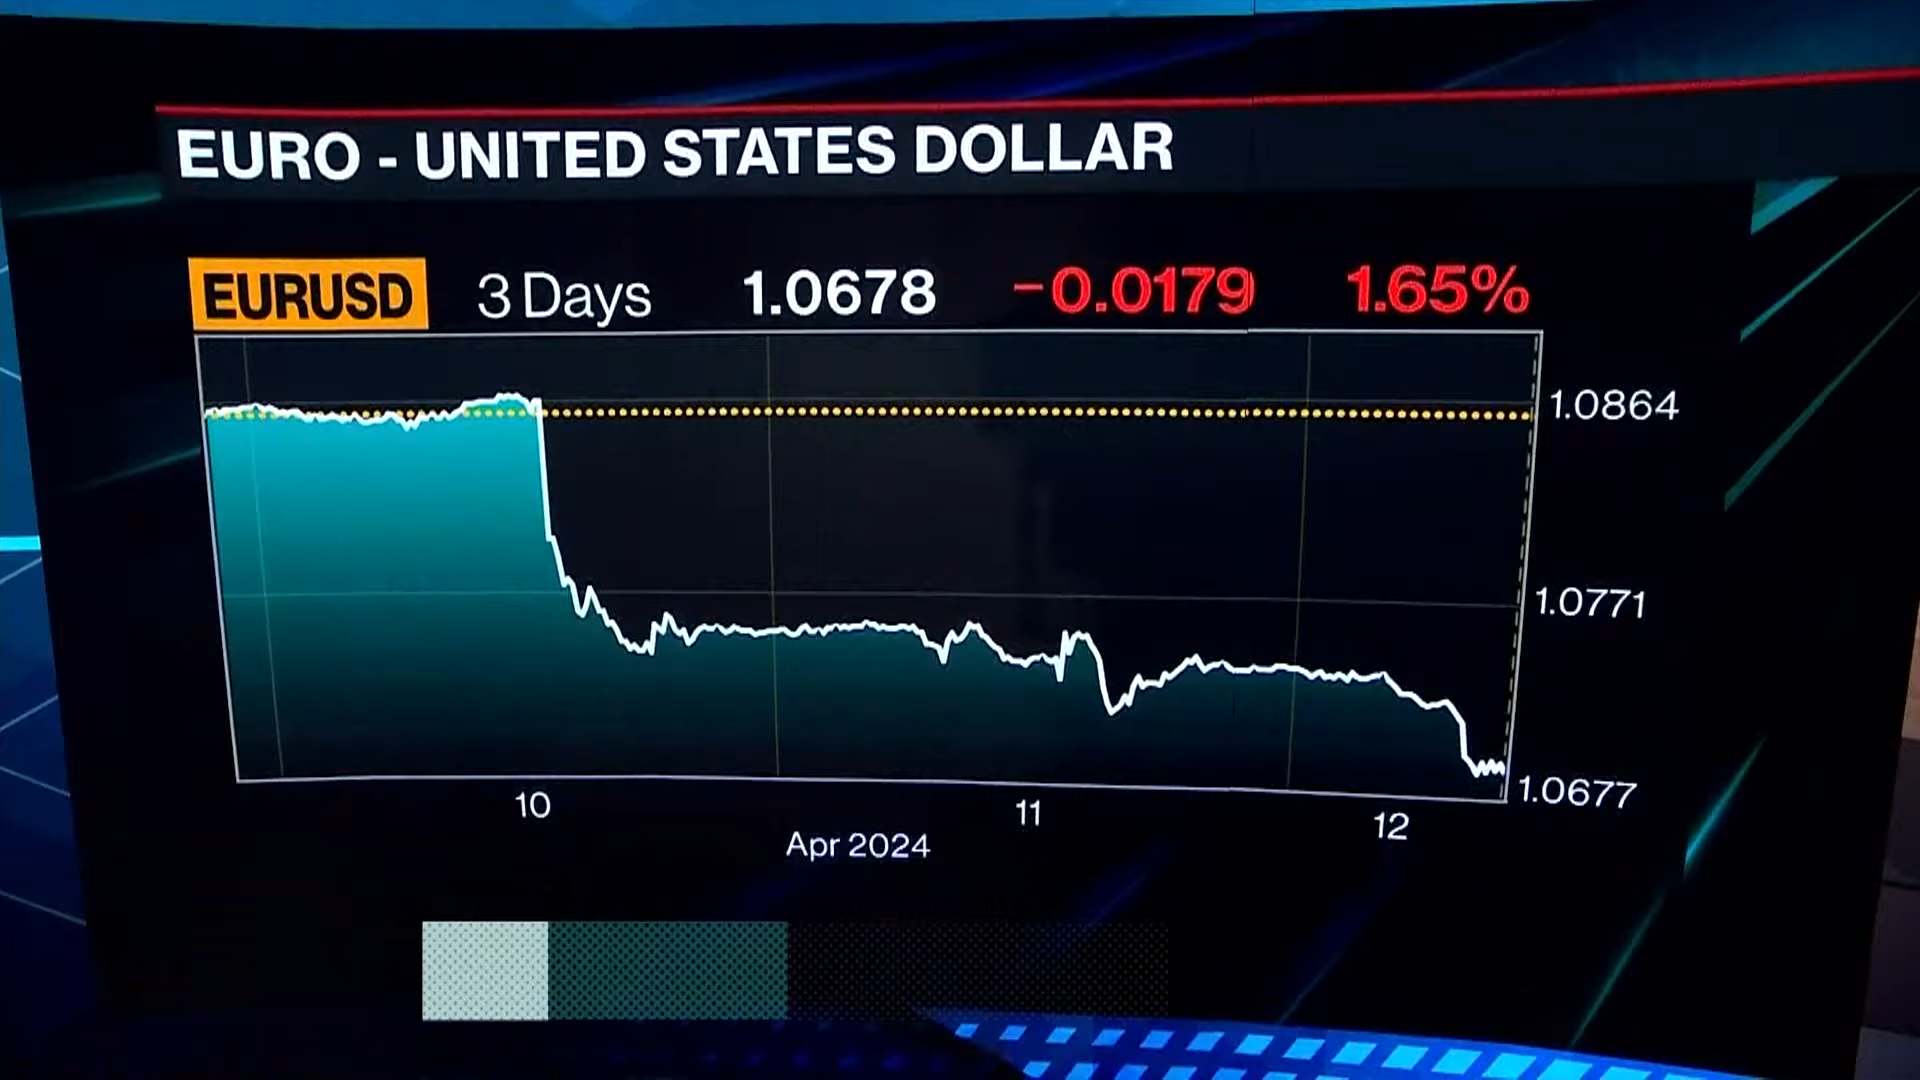 EURO - UNITED STATES DOLLAR
EURUSD 3 Days 1.0678 -0.0179 1.65%
1.0864
1.0771
1.0677
10 11 12
Apr 2024